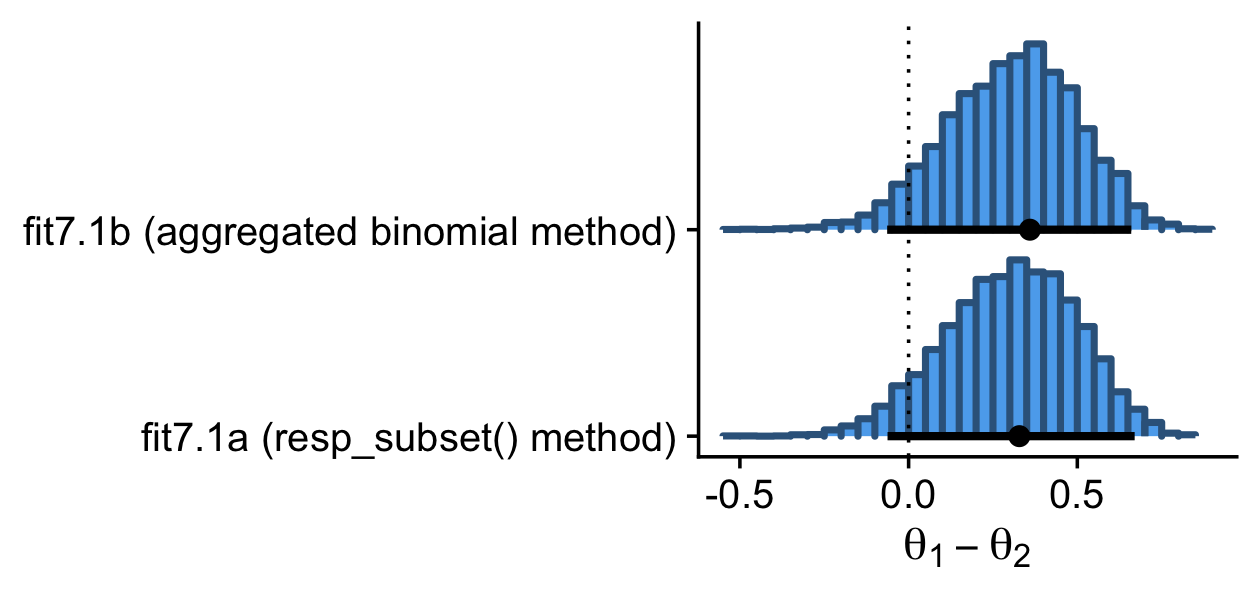 fit7.1b (aggregated binomial method)
fit7.1a (resp_subset() method)
-0.5 0.0 0.5
θ₁ – θ₂